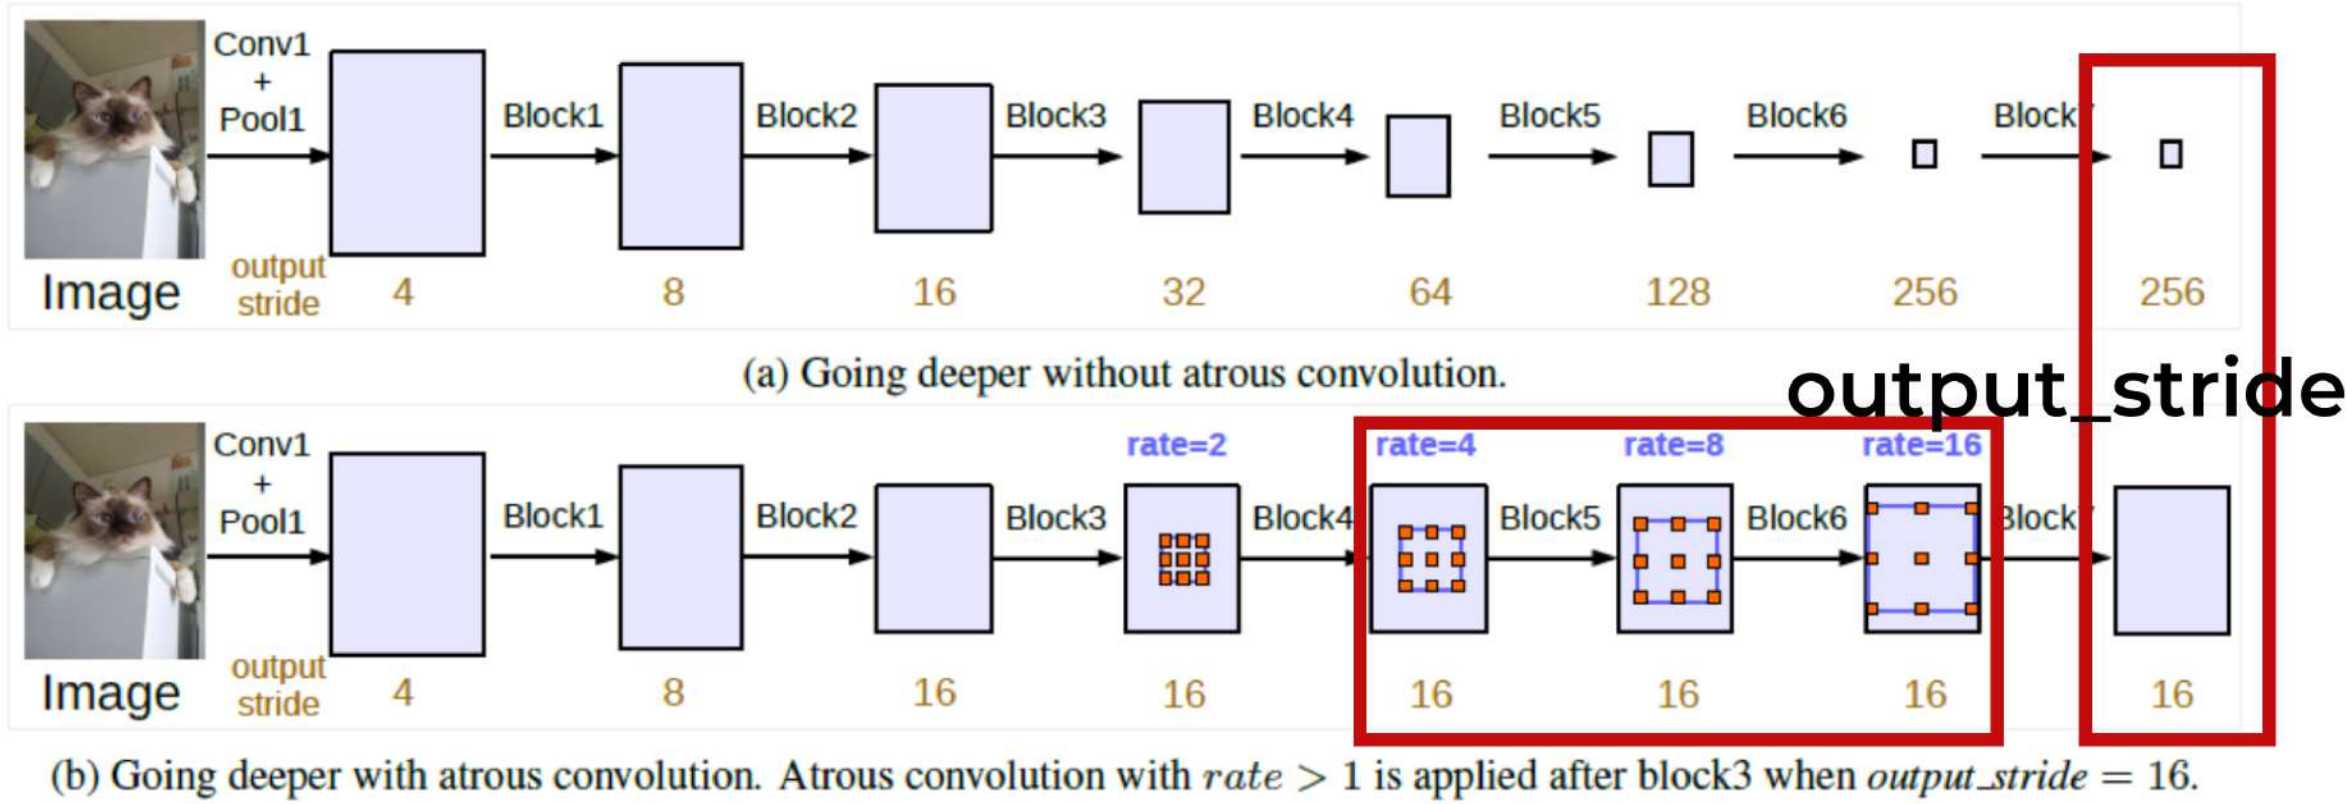 Conv1
+
Pool1
Block1
Block2
Block3
Block4
Block5
Block6
Block7
Image
output
stride
4
8
16
32
64
128
256
256
(a) Going deeper without atrous convolution.
output_stride
Conv1
+
Pool1
Block1
Block2
Block3
rate=2
Block4
rate=4
Block5
rate=8
Block6
rate=16
Block7
Image
output
stride
4
8
16
16
16
16
16
16
(b) Going deeper with atrous convolution. Atrous convolution with rate > 1 is applied after block3 when output_stride = 16.